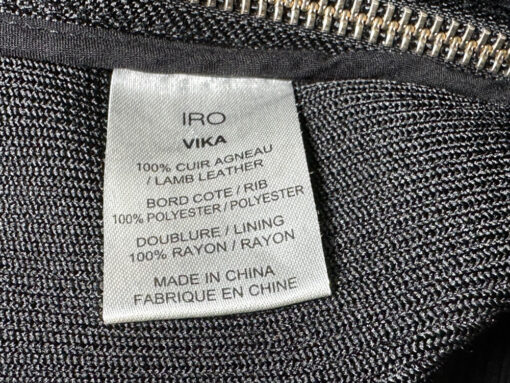 IRO
VIKA
100% CUIR AGNEAU
/ LAMB LEATHER
BORD COTE / RIB
100% POLYESTER / POLYESTER
DOUBLURE / LINING
100% RAYON / RAYON
MADE IN CHINA
FABRIQUE EN CHINE